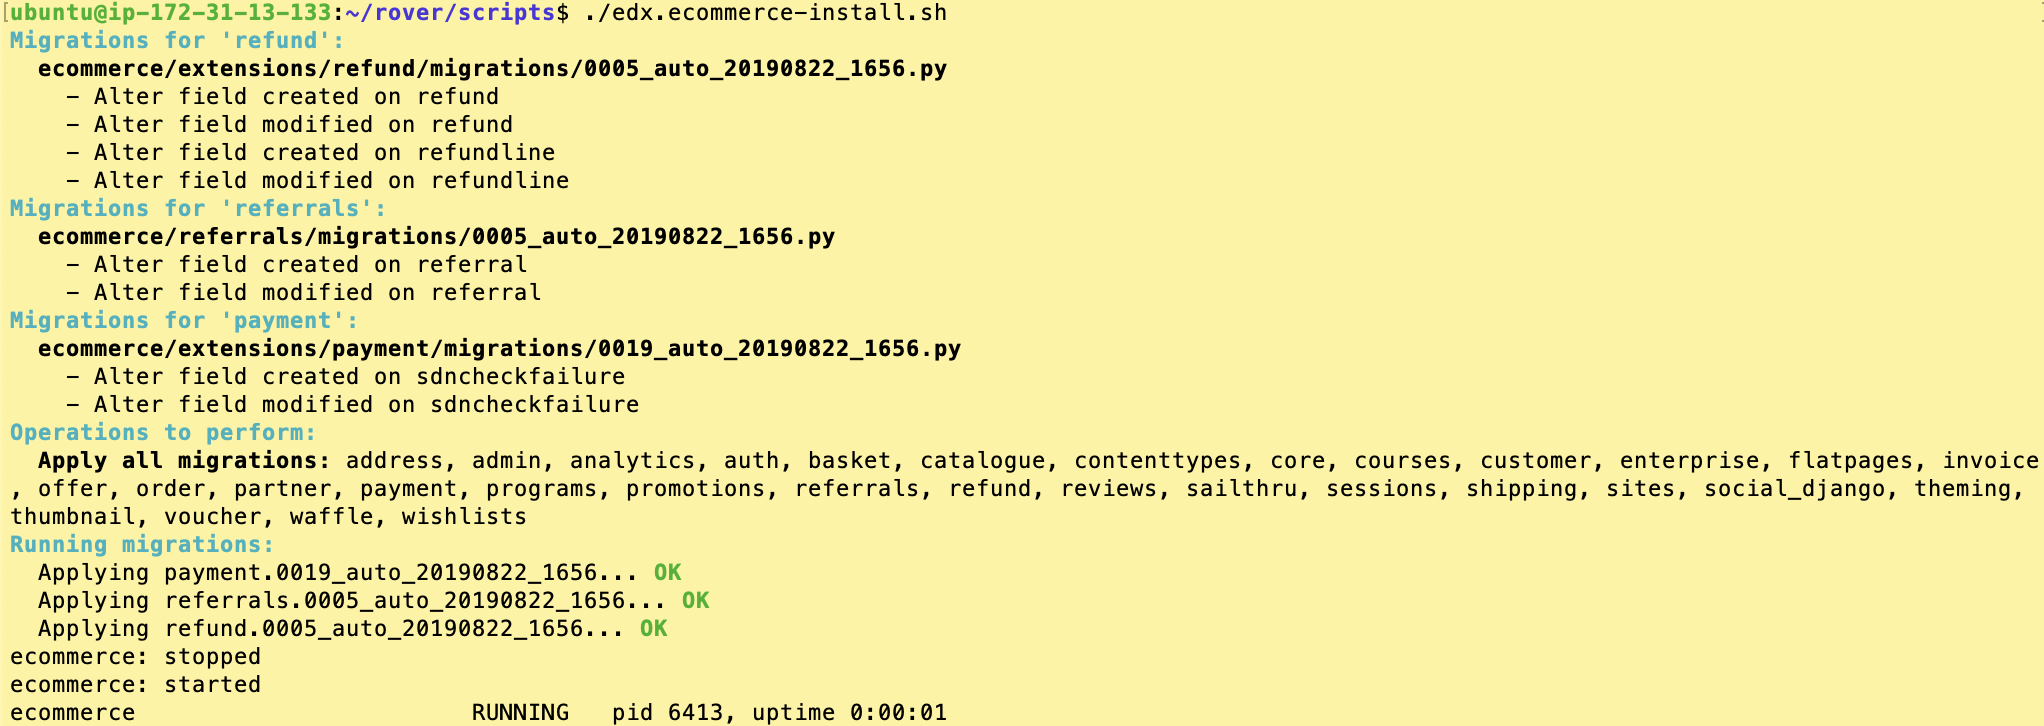 [ubuntu@ip-172-31-13-133:~/rover/scripts$ ./edx.ecommerce-install.sh
Migrations for 'refund':
  ecommerce/extensions/refund/migrations/0005_auto_20190822_1656.py
    – Alter field created on refund
    – Alter field modified on refund
    – Alter field created on refundline
    – Alter field modified on refundline
Migrations for 'referrals':
  ecommerce/referrals/migrations/0005_auto_20190822_1656.py
    – Alter field created on referral
    – Alter field modified on referral
Migrations for 'payment':
  ecommerce/extensions/payment/migrations/0019_auto_20190822_1656.py
    – Alter field created on sdncheckfailure
    – Alter field modified on sdncheckfailure
Operations to perform:
  Apply all migrations: address, admin, analytics, auth, basket, catalogue, contenttypes, core, courses, customer, enterprise, flatpages, invoice
, offer, order, partner, payment, programs, promotions, referrals, refund, reviews, sailthru, sessions, shipping, sites, social_django, theming,
thumbnail, voucher, waffle, wishlists
Running migrations:
  Applying payment.0019_auto_20190822_1656... OK
  Applying referrals.0005_auto_20190822_1656... OK
  Applying refund.0005_auto_20190822_1656... OK
ecommerce: stopped
ecommerce: started
ecommerce                        RUNNING   pid 6413, uptime 0:00:01